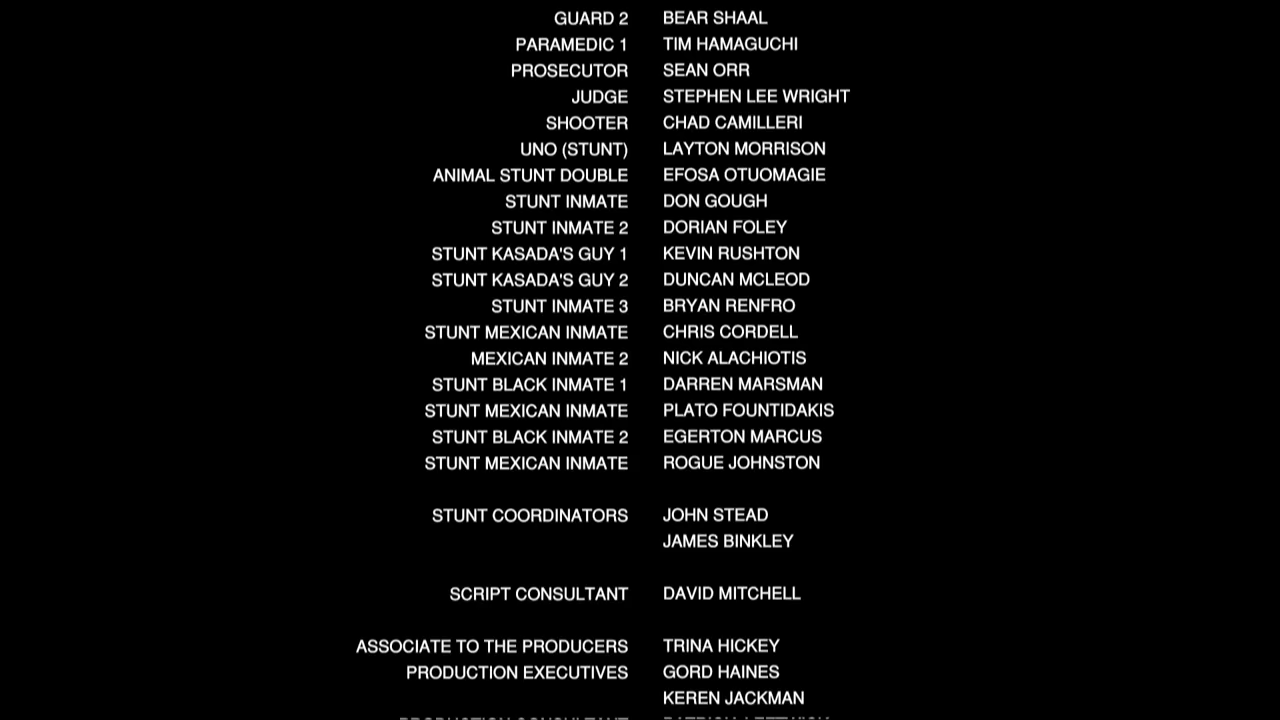 GUARD 2 BEAR SHAAL
PARAMEDIC 1 TIM HAMAGUCHI
PROSECUTOR SEAN ORR
JUDGE STEPHEN LEE WRIGHT
SHOOTER CHAD CAMILLERI
UNO (STUNT) LAYTON MORRISON
ANIMAL STUNT DOUBLE EFOSA OTUOMAGIE
STUNT INMATE DON GOUGH
STUNT INMATE 2 DORIAN FOLEY
STUNT KASADA'S GUY 1 KEVIN RUSHTON
STUNT KASADA'S GUY 2 DUNCAN MCLEOD
STUNT INMATE 3 BRYAN RENFRO
STUNT MEXICAN INMATE CHRIS CORDELL
MEXICAN INMATE 2 NICK ALACHIOTIS
STUNT BLACK INMATE 1 DARREN MARSMAN
STUNT MEXICAN INMATE PLATO FOUNTIDAKIS
STUNT BLACK INMATE 2 EGERTON MARCUS
STUNT MEXICAN INMATE ROGUE JOHNSTON
STUNT COORDINATORS JOHN STEAD
JAMES BINKLEY
SCRIPT CONSULTANT DAVID MITCHELL
ASSOCIATE TO THE PRODUCERS TRINA HICKEY
PRODUCTION EXECUTIVES GORD HAINES
KEREN JACKMAN